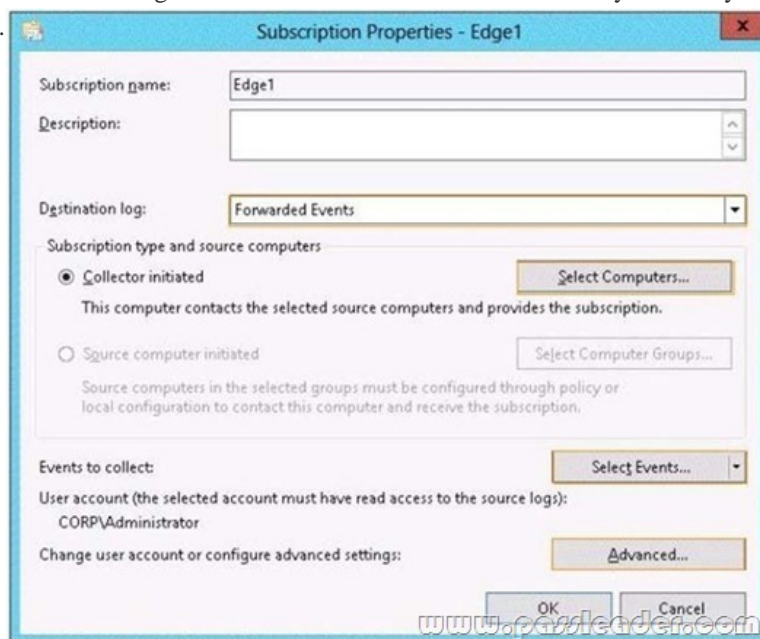 Subscription Properties - Edge1
x
Subscription name: Edge1
Description:
Destination log: Forwarded Events
Subscription type and source computers
Collector initiated Select Computers...
This computer contacts the selected source computers and provides the subscription.
Source computer initiated Select Computer Groups...
Source computers in the selected groups must be configured through policy or
local configuration to contact this computer and receive the subscription.
Events to collect: Select Events...
User account (the selected account must have read access to the source logs):
CORP\Administrator
Change user account or configure advanced settings: Advanced...
OK Cancel
www.passleader.com